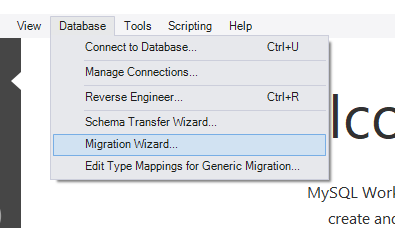 View Database Tools Scripting Help
Connect to Database... Ctrl+U
Manage Connections...
Reverse Engineer... Ctrl+R
Schema Transfer Wizard...
Migration Wizard...
Edit Type Mappings for Generic Migration...
lco
MySQL Work
create and